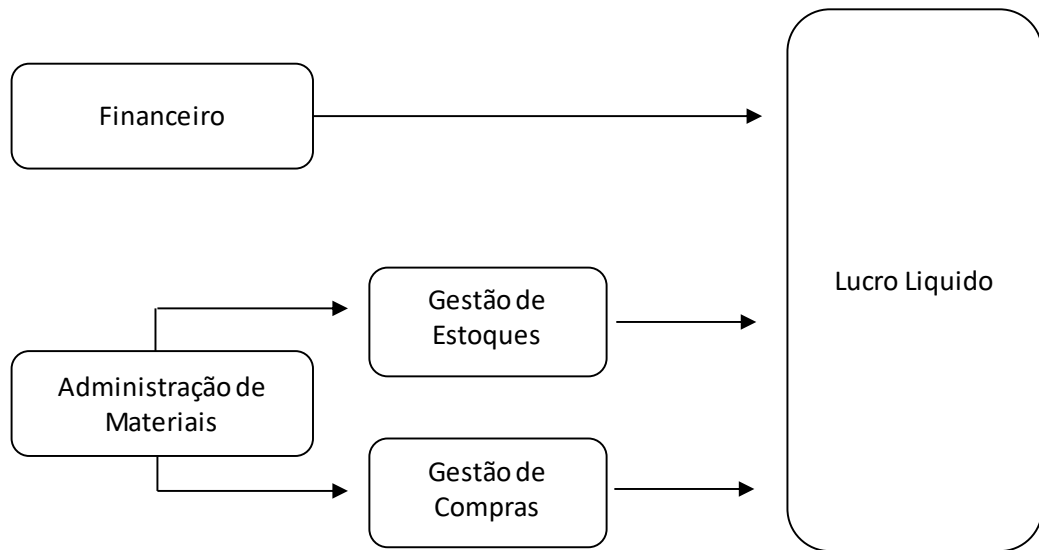 Financeiro
Lucro Liquido
Gestão de
Estoques
Administração de
Materiais
Gestão de
Compras